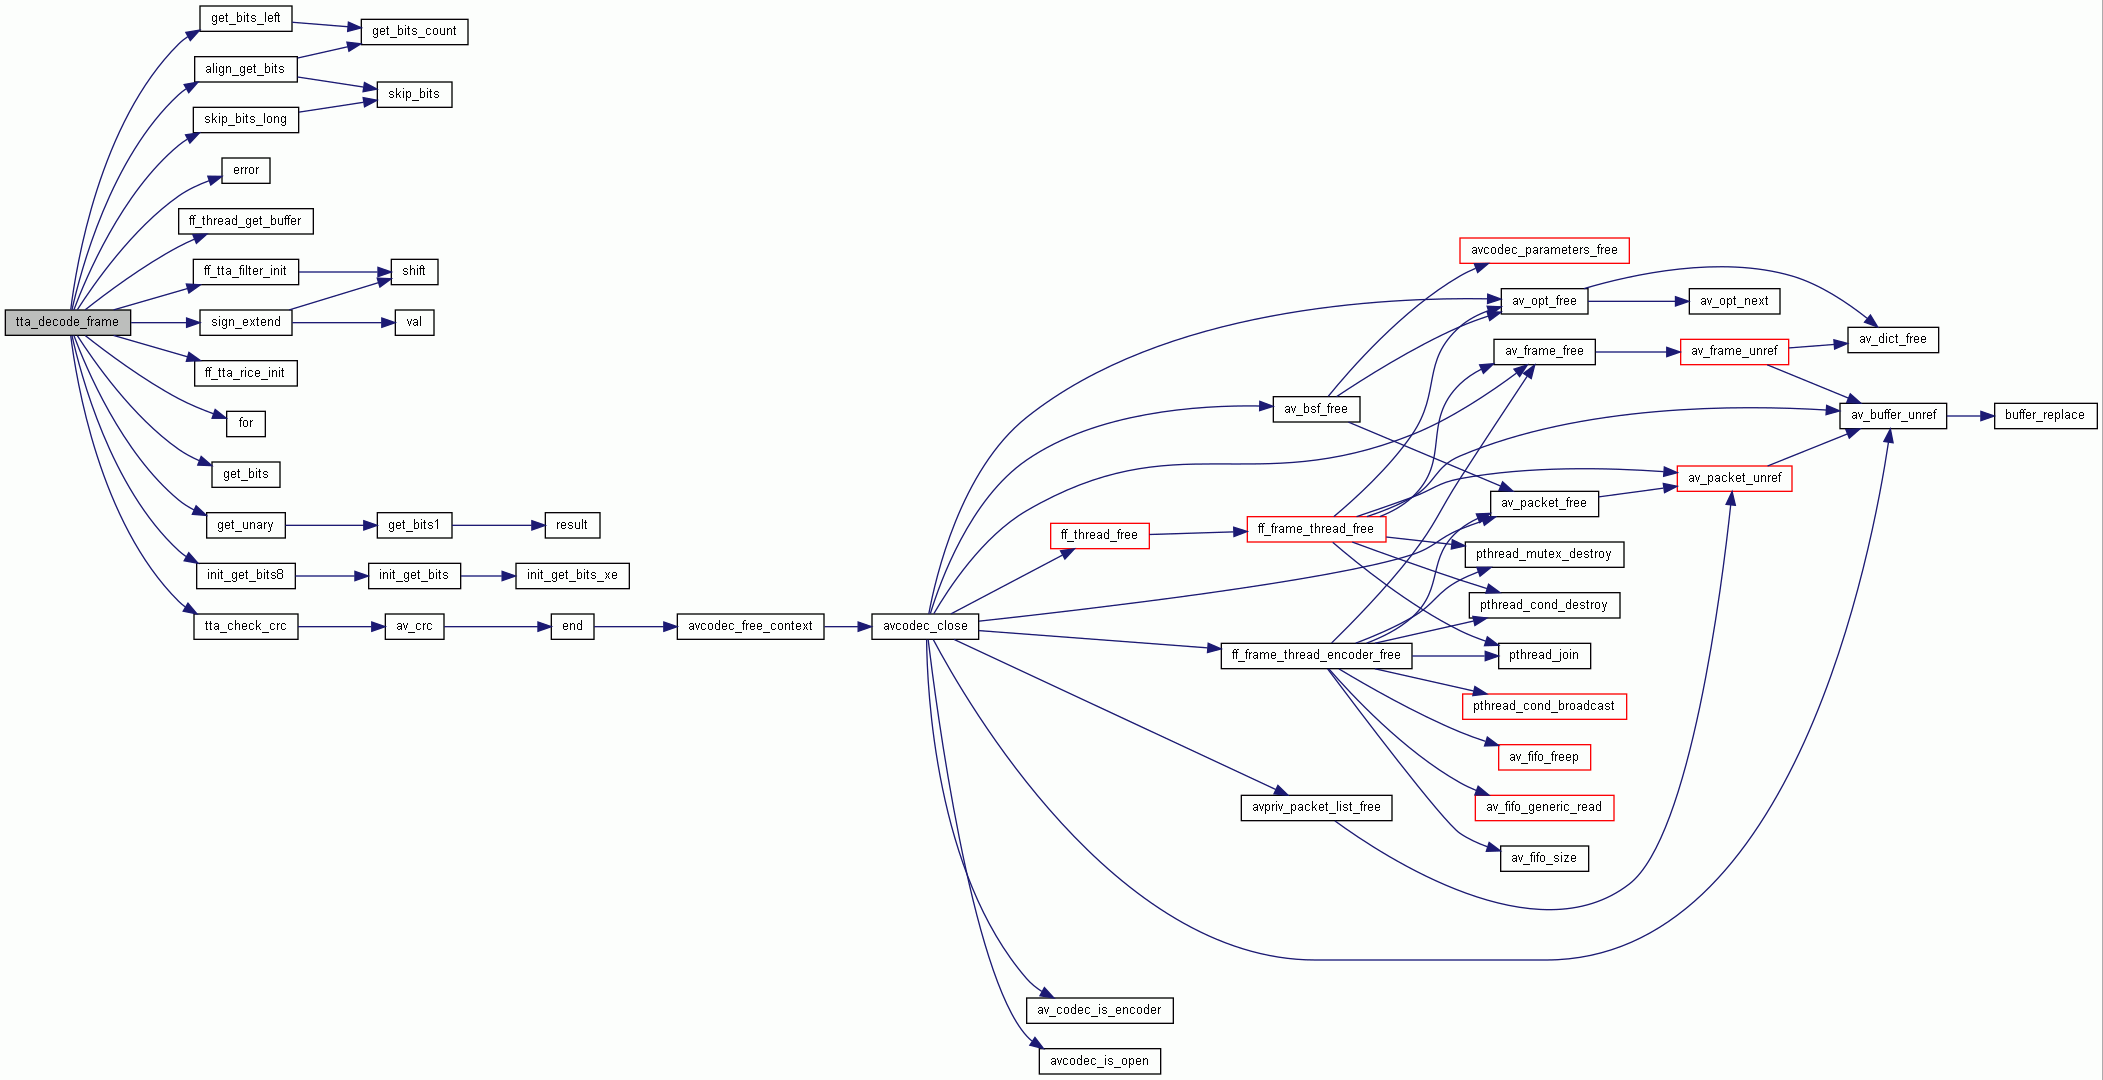 get_bits_left
get_bits_count
align_get_bits
skip_bits
skip_bits_long
error
ff_thread_get_buffer
ff_tta_filter_init
shift
tta_decode_frame
sign_extend
val
ff_tta_rice_init
for
get_bits
get_unary
get_bits1
result
init_get_bits8
init_get_bits
init_get_bits_xe
tta_check_crc
av_crc
end
avcodec_free_context
avcodec_close
ff_thread_free
av_bsf_free
ff_frame_thread_free
ff_frame_thread_encoder_free
avpriv_packet_list_free
av_codec_is_encoder
avcodec_is_open
avcodec_parameters_free
av_opt_free
av_frame_free
av_packet_free
pthread_mutex_destroy
pthread_cond_destroy
pthread_join
pthread_cond_broadcast
av_fifo_freep
av_fifo_generic_read
av_fifo_size
av_opt_next
av_frame_unref
av_packet_unref
av_dict_free
av_buffer_unref
buffer_replace